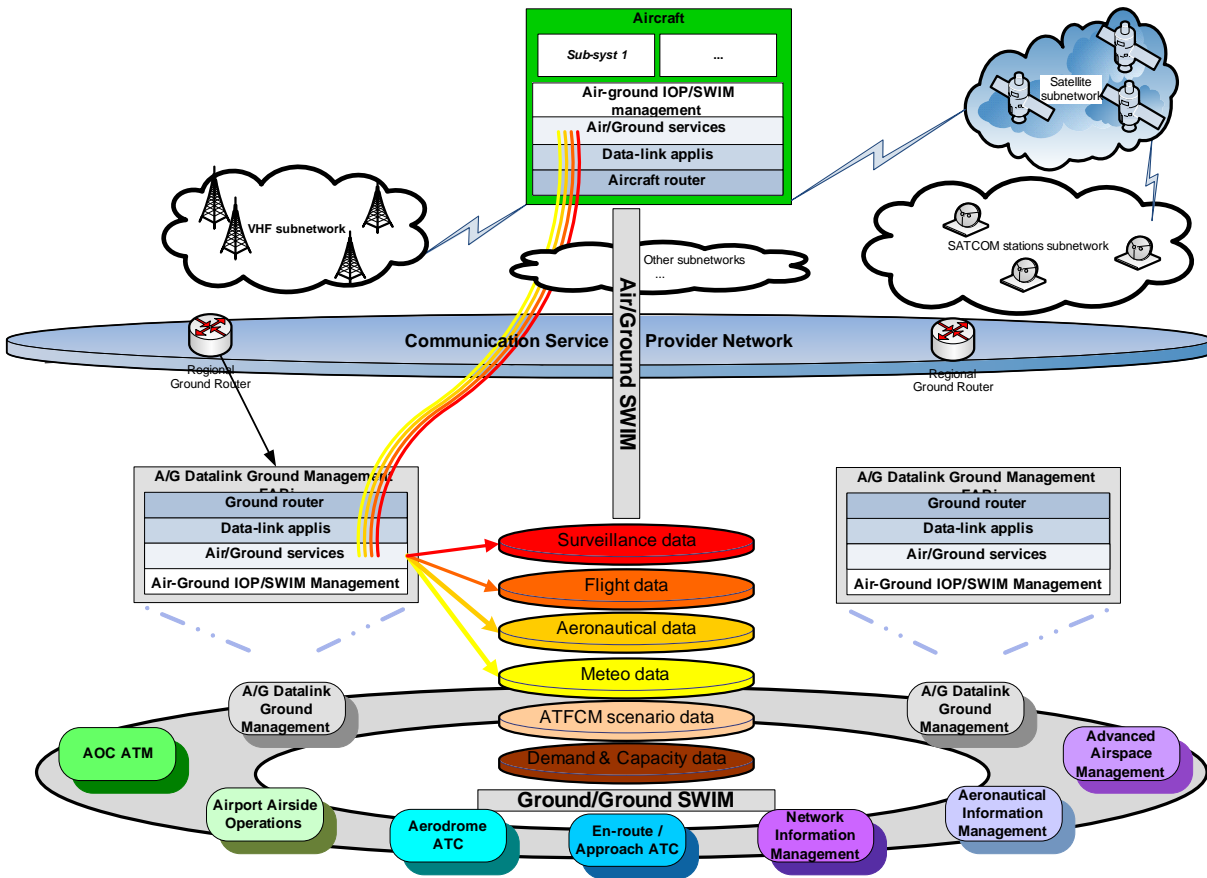 Aircraft
Sub-syst 1
...
Air-ground IOP/SWIM
management
Air/Ground services
Data-link applis
Aircraft router
Satellite
subnetwork
VHF subnetwork
SATCOM stations subnetwork
Other subnetworks
...
Air/Ground SWIM
Communication Service
Provider Network
Regional
Ground Router
Regional
Ground Router
A/G Datalink Ground Management
Ground router
Data-link applis
Air/Ground services
Air-Ground IOP/SWIM Management
A/G Datalink Ground Management
Ground router
Data-link applis
Air/Ground services
Air-Ground IOP/SWIM Management
Surveillance data
Flight data
Aeronautical data
Meteo data
ATFCM scenario data
Demand & Capacity data
Ground/Ground SWIM
A/G Datalink
Ground
Management
A/G Datalink
Ground
Management
AOC ATM
Airport Airside
Operations
Aerodrome
ATC
En-route /
Approach ATC
Network
Information
Management
Aeronautical
Information
Management
Advanced
Airspace
Management